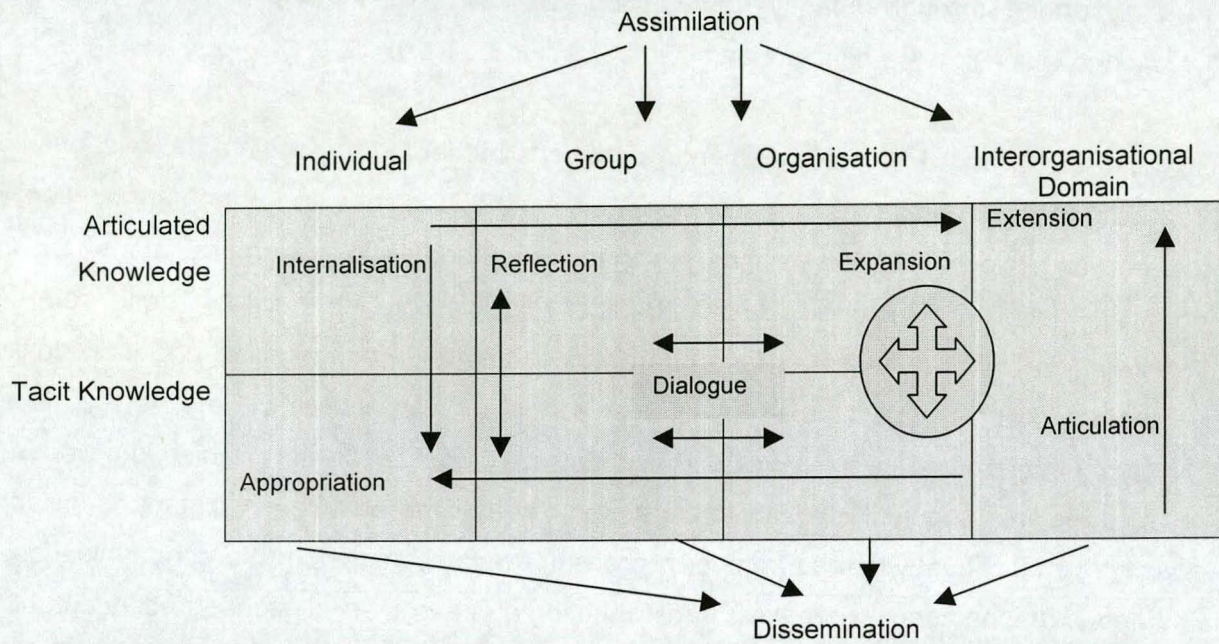 Assimilation
Individual
Group
Organisation
Interorganisational
Domain
Articulated
Knowledge
Extension
Internalisation
Reflection
Expansion
Tacit Knowledge
Dialogue
Articulation
Appropriation
Dissemination